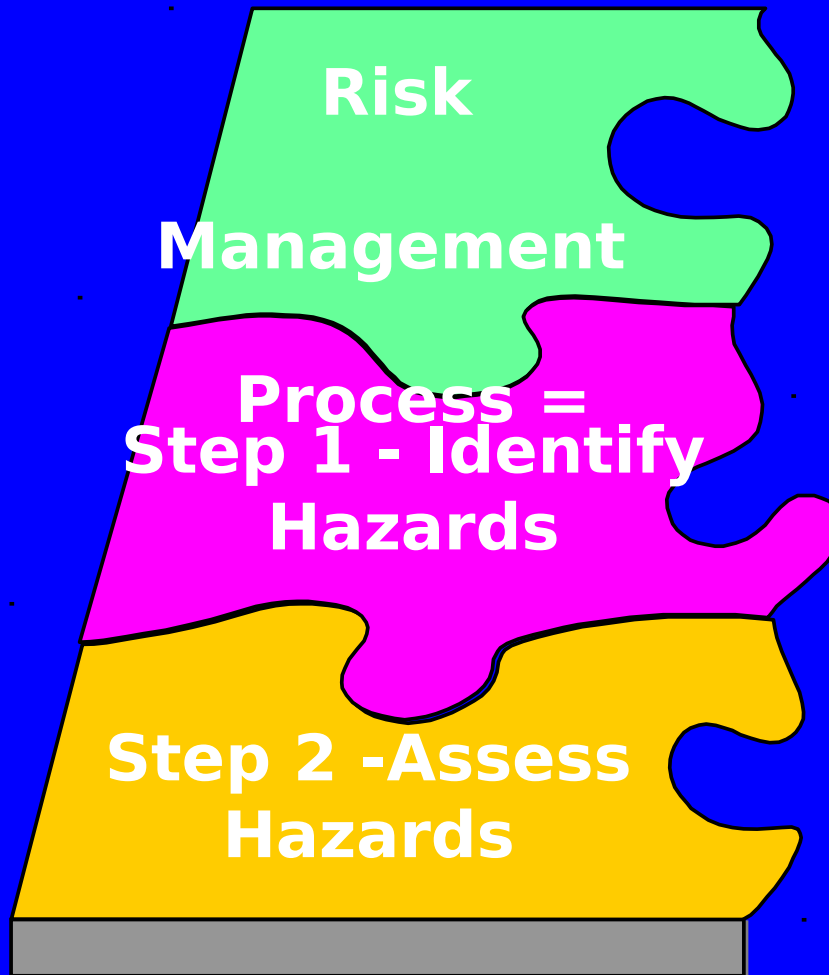 Risk
Management
Process =
Step 1 - Identify
Hazards
Step 2 -Assess
Hazards